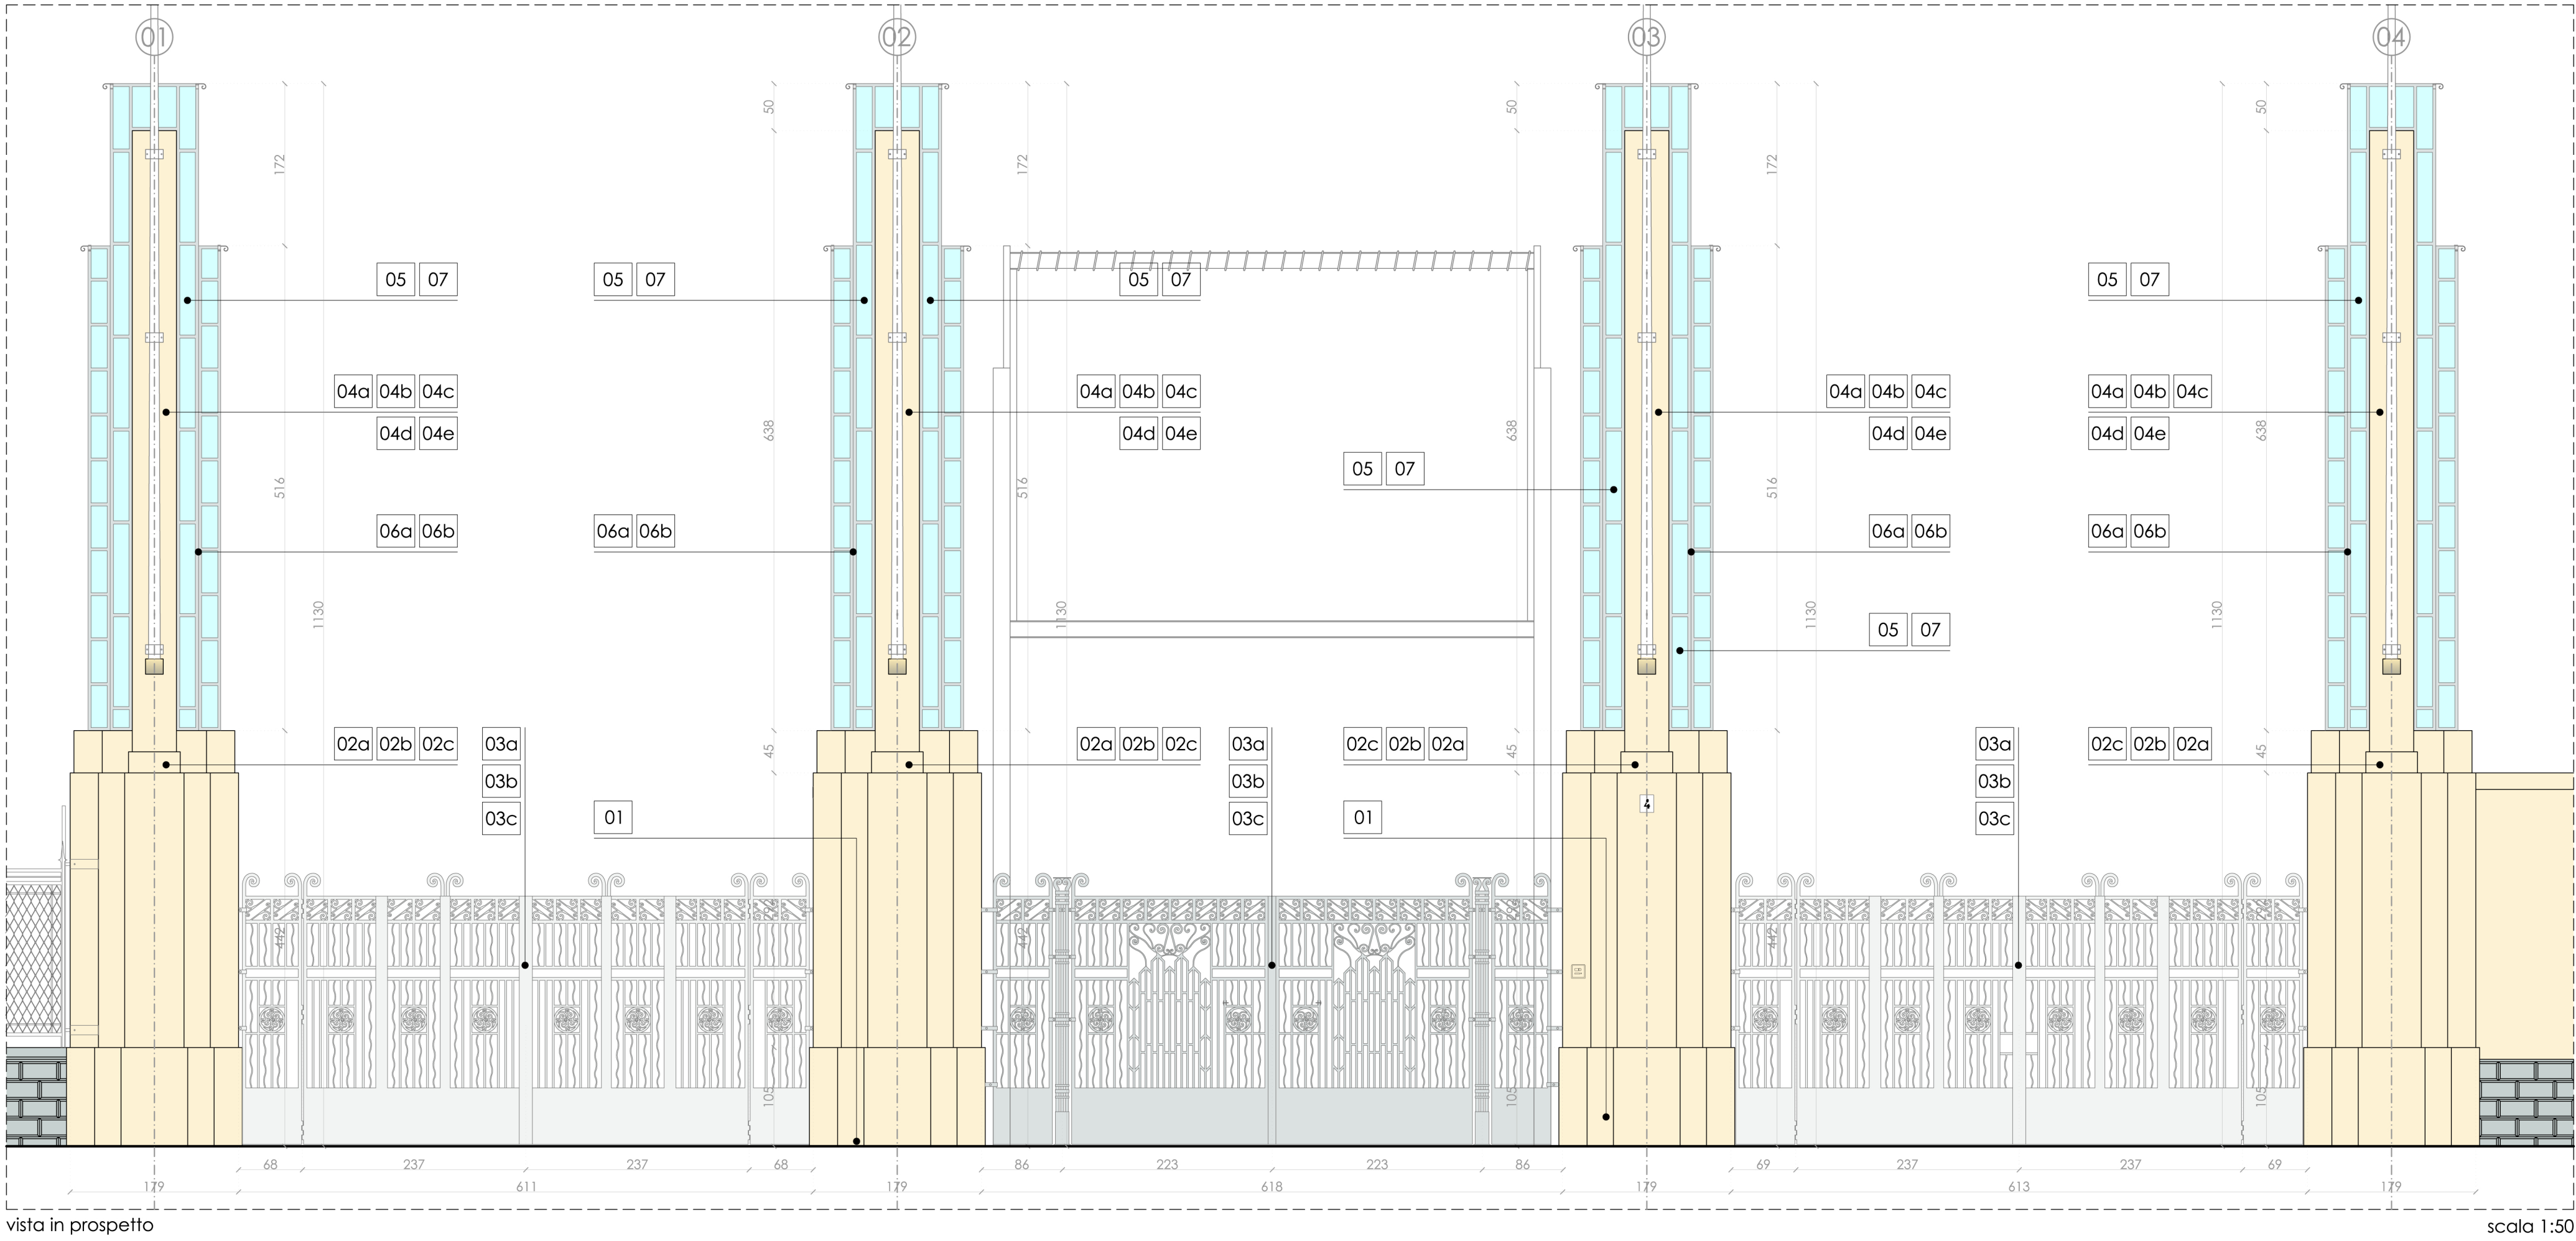 01 02 03 04
50 50 50
172 172 172
05 07 05 07 05 07 05 07
04a 04b 04c 04a 04b 04c 04a 04b 04c 04a 04b 04c
04d 04e 04d 04e 04d 04e 04d 04e
638 638 638
05 07
516 516 516
06a 06b 06a 06b 06a 06b 06a 06b
1130 1130 1130 1130
05 07
02a 02b 02c 03a 02a 02b 02c 03a 02c 02b 02a 03a 02c 02b 02a
45 45 45
03b 03b 03b
03c 01 03c 01 4 03c
442 442 442
105 105 105
68 237 237 68 86 223 223 86 69 237 237 69
179 611 179 618 179 613 179
vista in prospetto scala 1:50